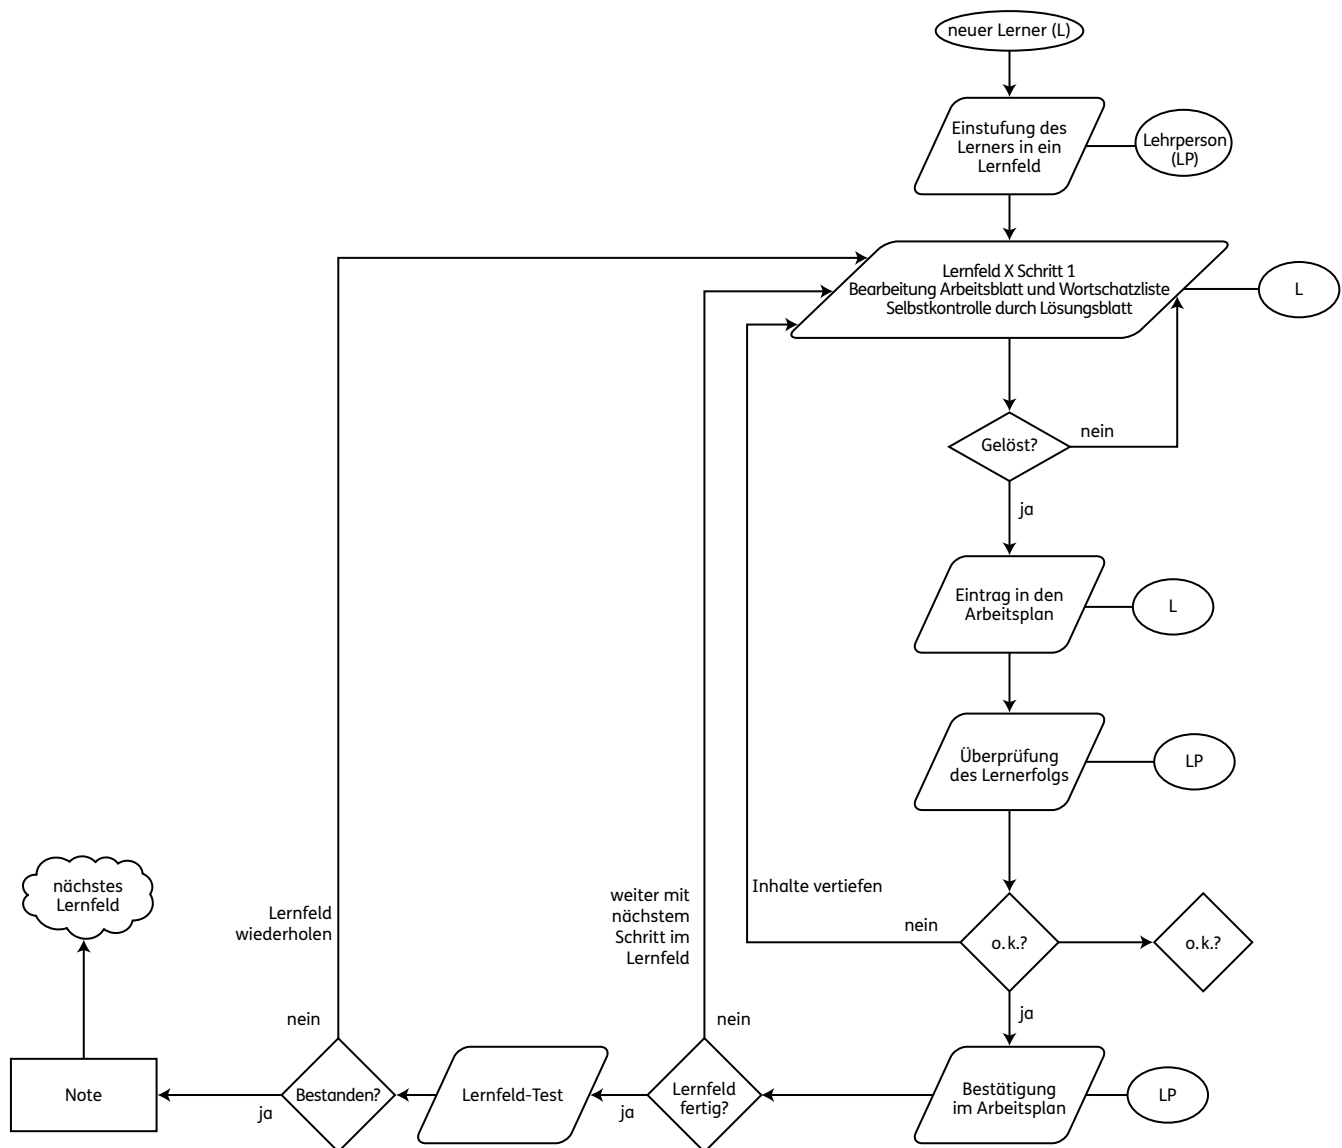 neuer Lerner (L)
Einstufung des
Lerners in ein
Lernfeld
Lehrperson
(LP)
Lernfeld X Schritt 1
Bearbeitung Arbeitsblatt und Wortschatzliste
Selbstkontrolle durch Lösungsblatt
L
Gelöst?
nein
ja
Eintrag in den
Arbeitsplan
L
Überprüfung
des Lernerfolgs
LP
Inhalte vertiefen
nein
o.k.?
o.k.?
ja
Bestätigung
im Arbeitsplan
LP
weiter mit
nächstem
Schritt im
Lernfeld
nein
Lernfeld
fertig?
ja
Lernfeld-Test
Lernfeld
wiederholen
nein
Bestanden?
ja
Note
nächstes
Lernfeld